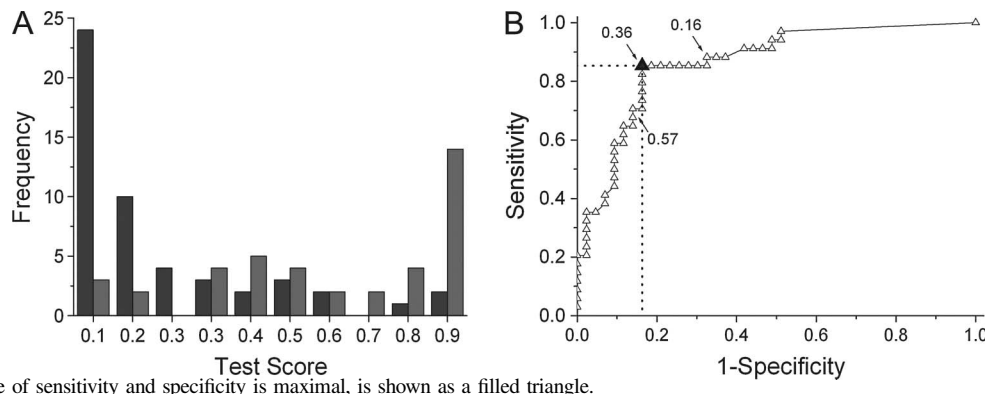 A
25
20
15
10
5
0
Frequency
0.1 0.2 0.3 0.3 0.4 0.5 0.6 0.7 0.8 0.9
Test Score
B
1.0
0.8
0.6
0.4
0.2
0.0
Sensitivity
0.36
0.16
0.57
0.0 0.2 0.4 0.6 0.8 1.0
1-Specificity
e of sensitivity and specificity is maximal, is shown as a filled triangle.